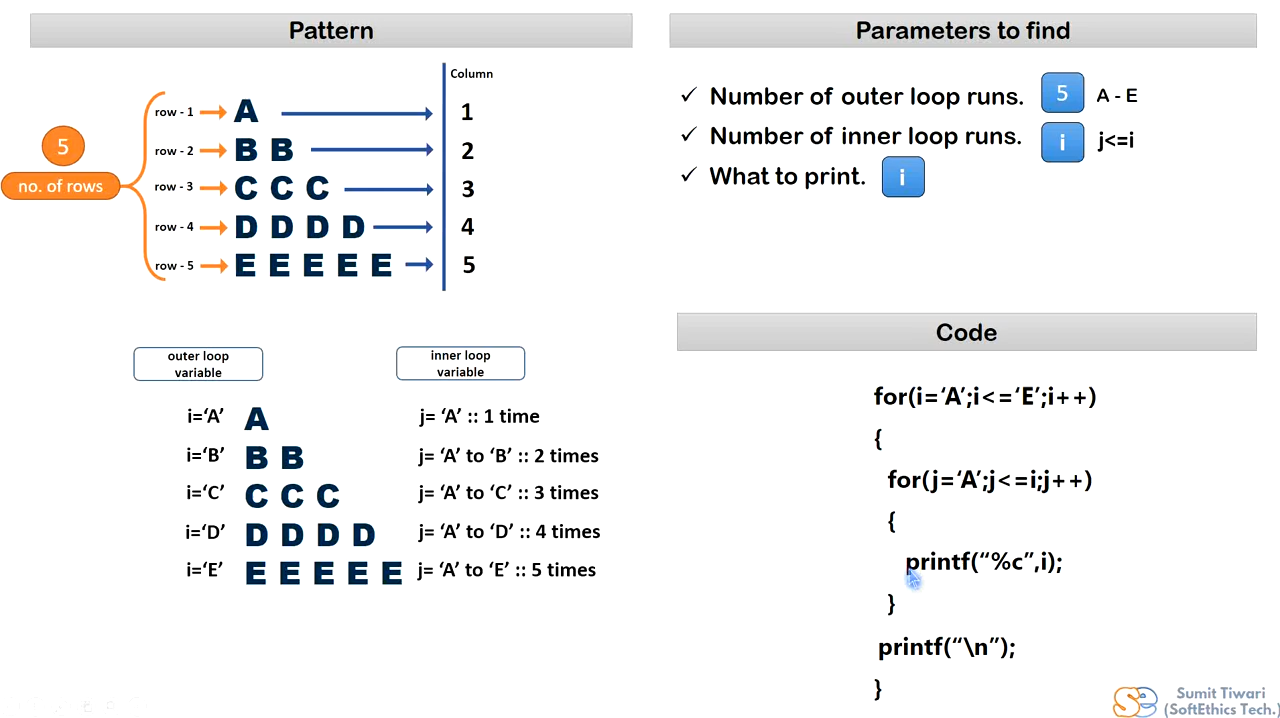 Pattern
Column
row - 1 A 1
5
row - 2 B B 2
no. of rows
row - 3 C C C 3
row - 4 D D D D 4
row - 5 E E E E E 5
outer loop
variable
inner loop
variable
i=‘A’ A j= ‘A’ :: 1 time
i=‘B’ B B j= ‘A’ to ‘B’ :: 2 times
i=‘C’ C C C j= ‘A’ to ‘C’ :: 3 times
i=‘D’ D D D D j= ‘A’ to ‘D’ :: 4 times
i=‘E’ E E E E E j= ‘A’ to ‘E’ :: 5 times
Parameters to find
✓ Number of outer loop runs. 5 A - E
✓ Number of inner loop runs. i j<=i
✓ What to print. i
Code
for(i=‘A’;i<=‘E’;i++)
{
for(j=‘A’;j<=i;j++)
{
printf(“%c”,i);
}
printf(“\n”);
}
Sumit Tiwari
(SoftEthics Tech.)